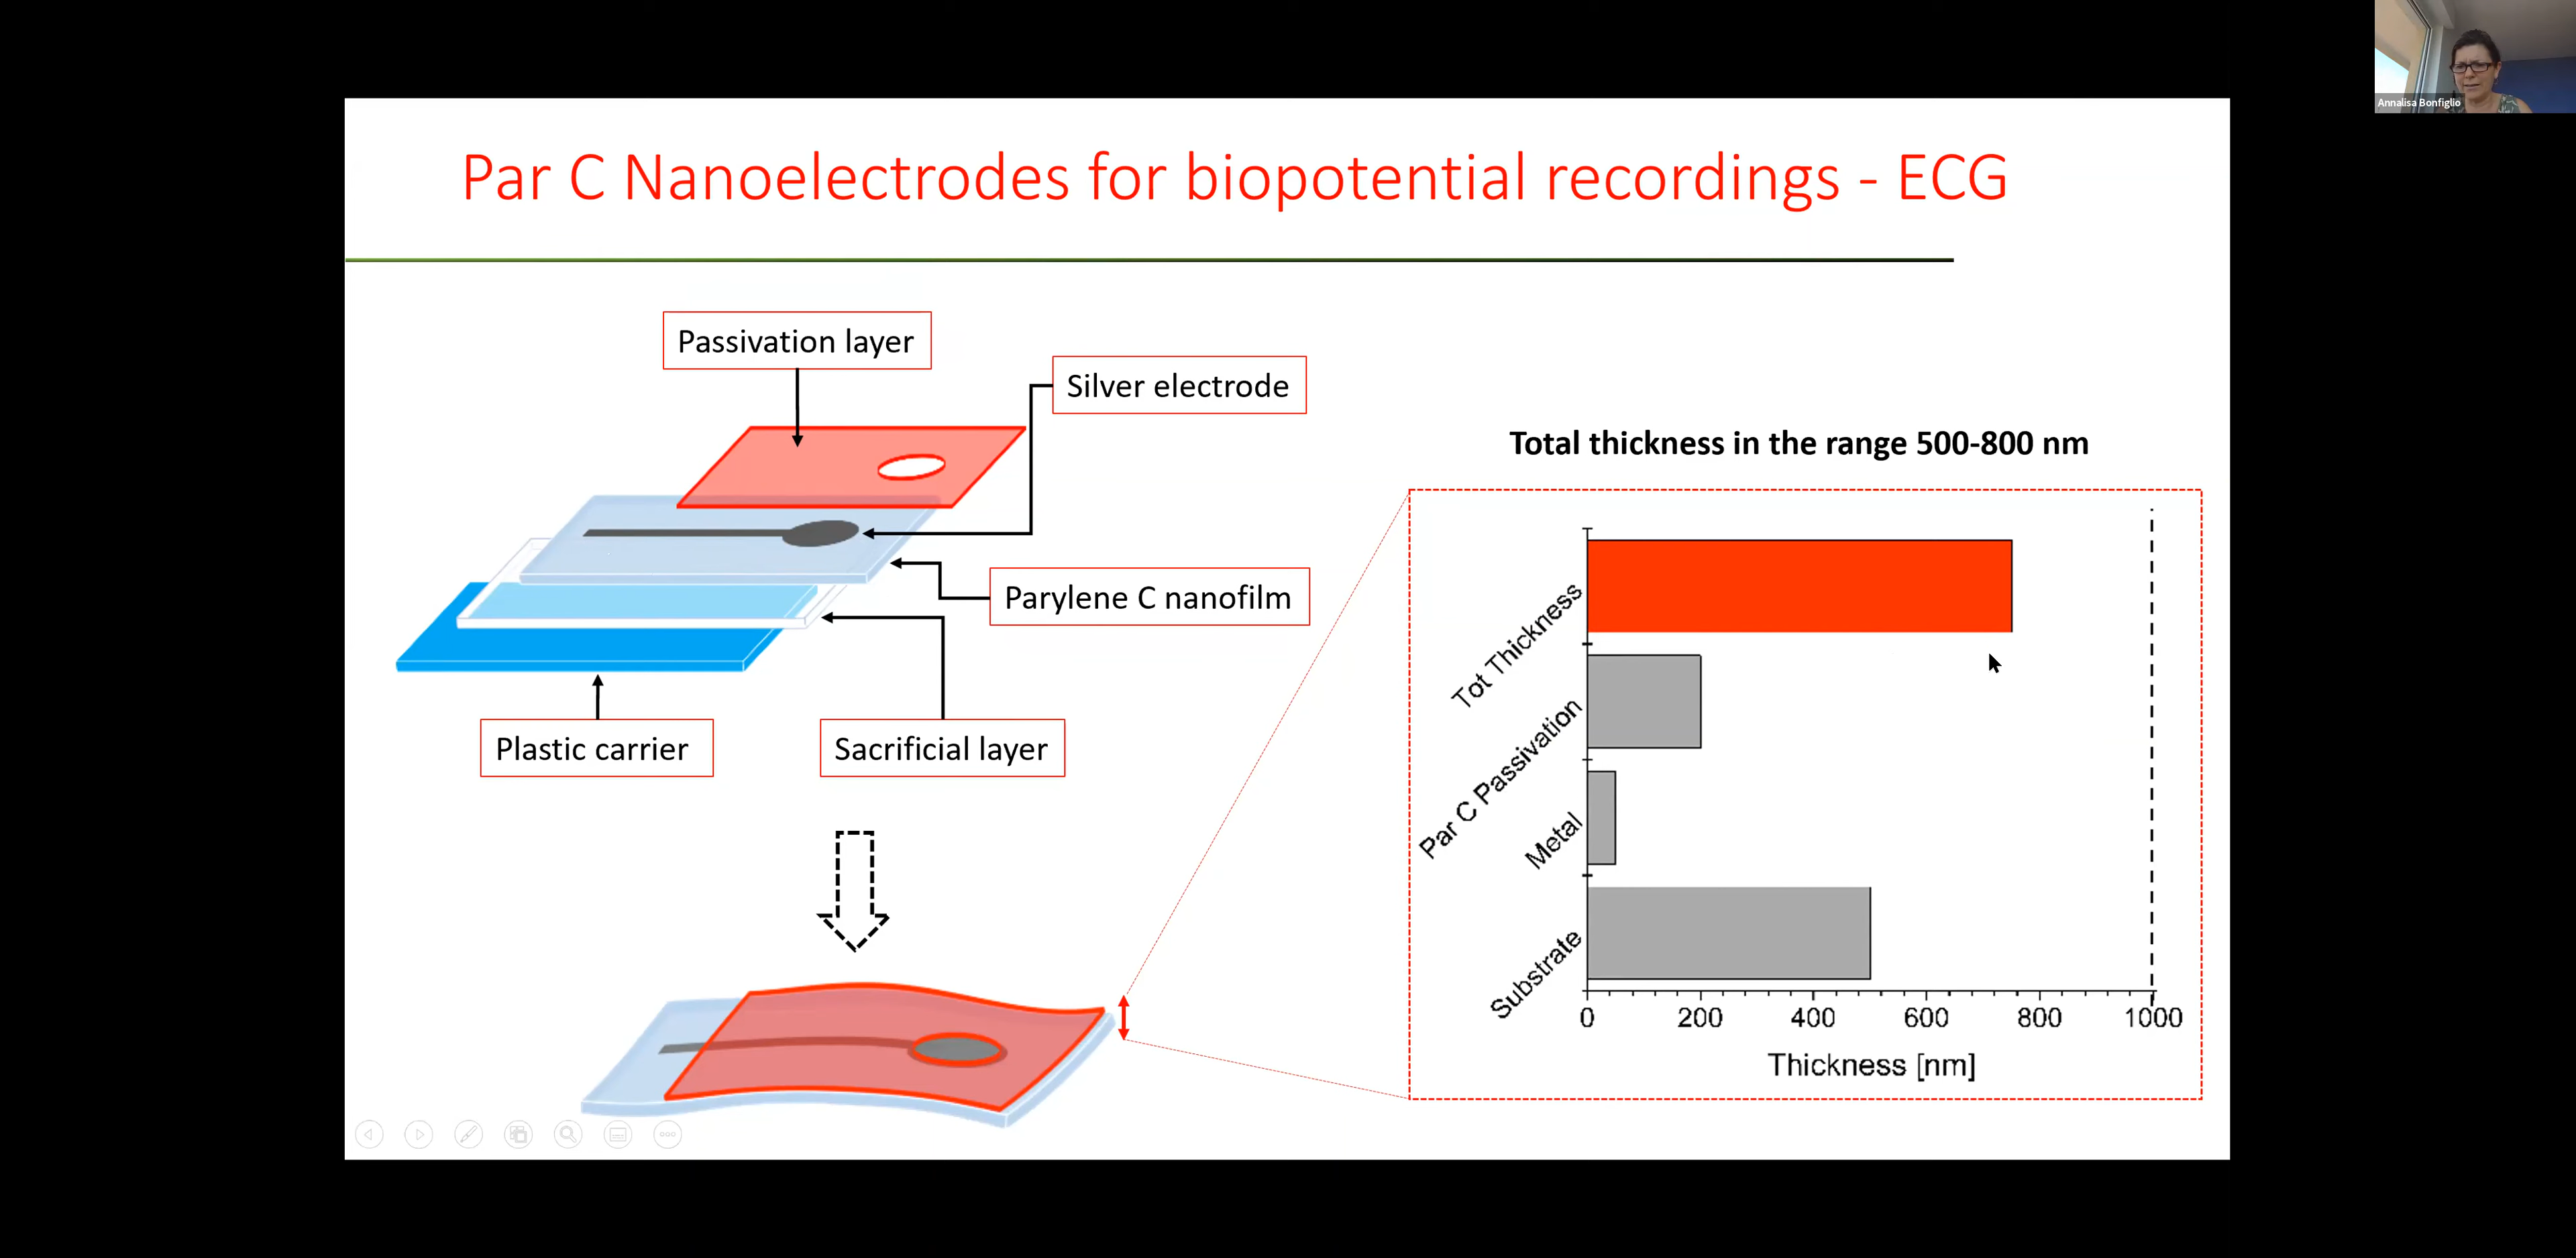 Annalisa Bonfiglio
Par C Nanoelectrodes for biopotential recordings - ECG
Passivation layer
Silver electrode
Parylene C nanofilm
Plastic carrier
Sacrificial layer
Total thickness in the range 500-800 nm
Tot Thickness
Par C Passivation
Metal
Substrate
0 200 400 600 800 1000
Thickness [nm]